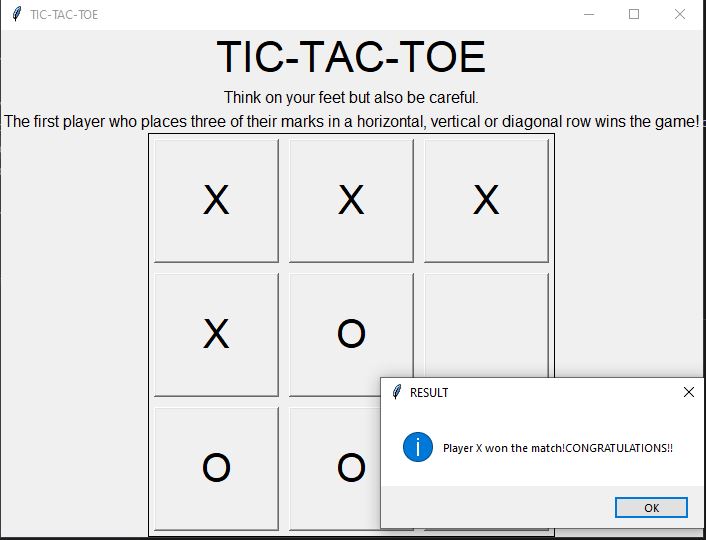 TIC-TAC-TOE
TIC-TAC-TOE
Think on your feet but also be careful.
The first player who places three of their marks in a horizontal, vertical or diagonal row wins the game!
X X X
X O
O O
RESULT
Player X won the match!CONGRATULATIONS!!
OK